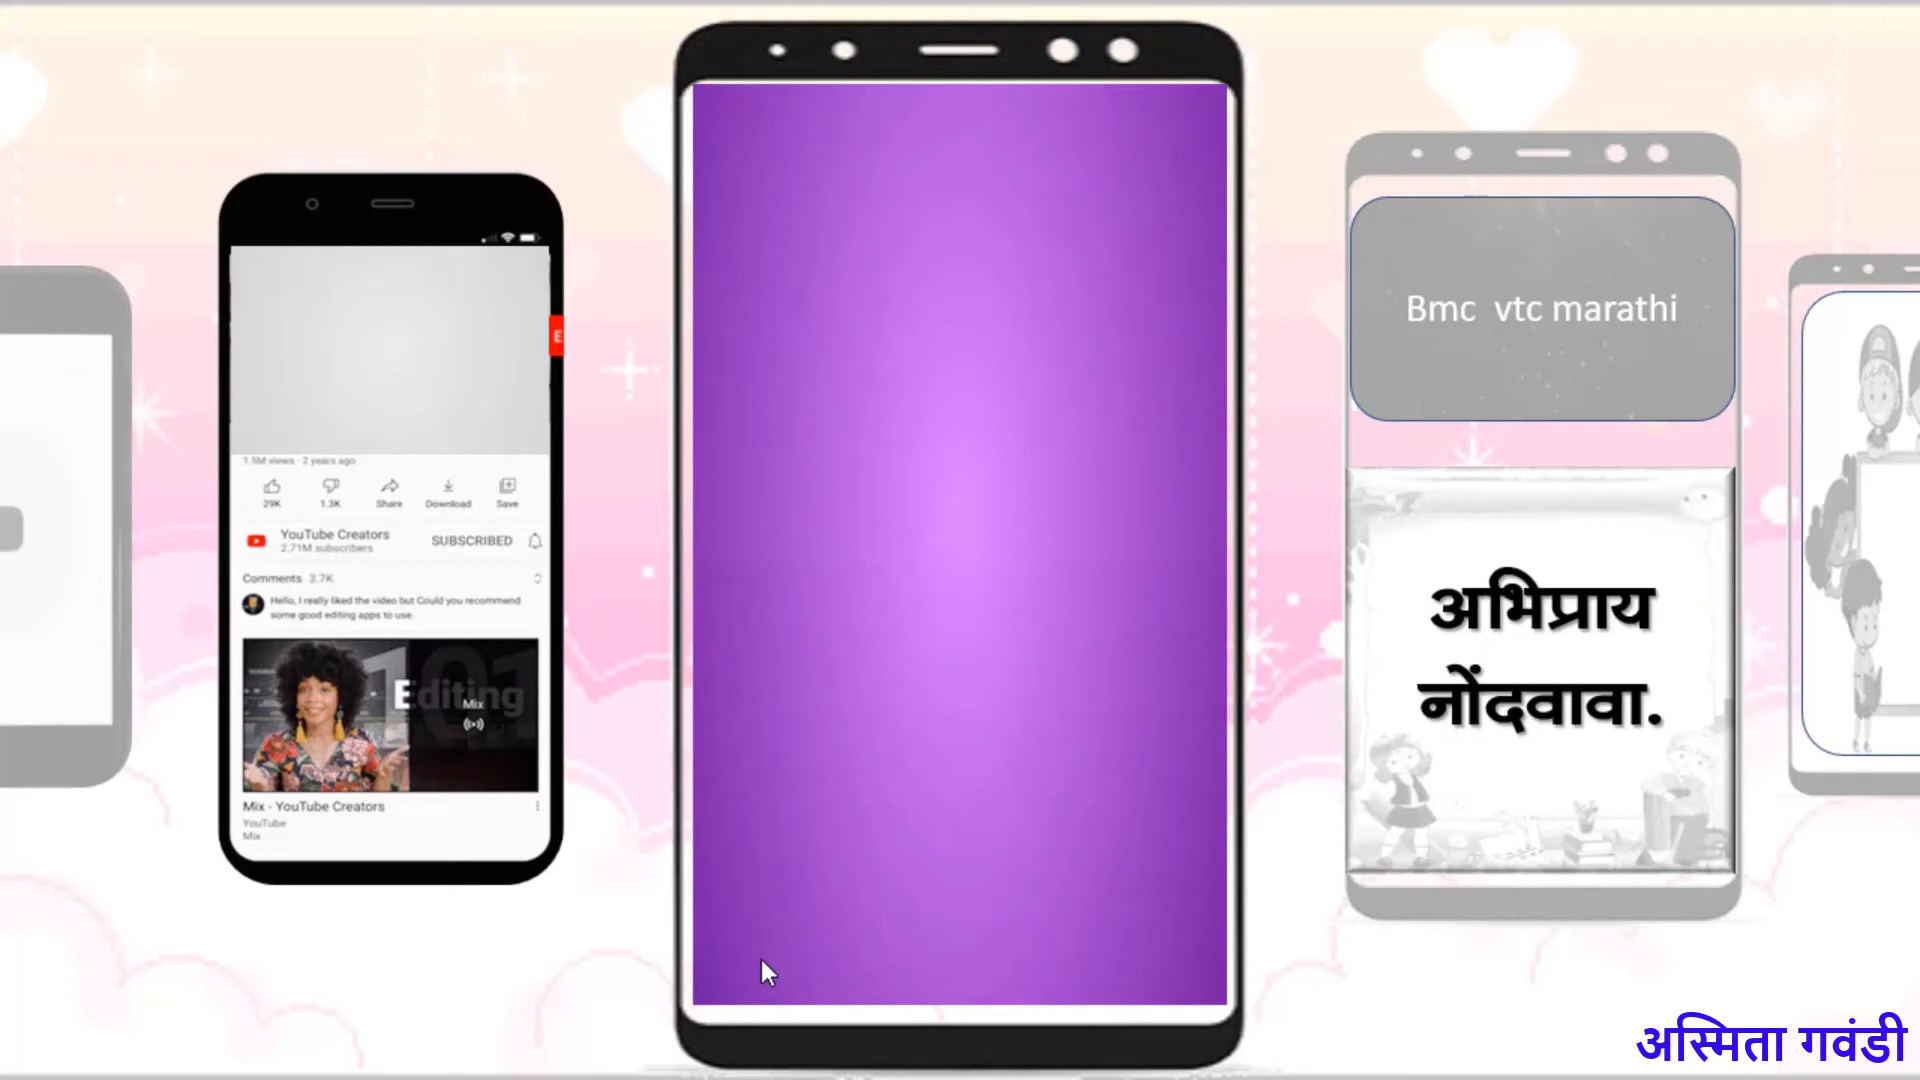 1.5M views · 2 years ago
29K
1.3K
Share
Download
Save
YouTube Creators
2.71M subscribers
SUBSCRIBED
Comments 3.7K
Hello, I really liked the video but Could you recommend
some good editing apps to use.
Editing
101
Mix
Mix - YouTube Creators
YouTube
Mix
E
Bmc vtc marathi
अभिप्राय
नोंदवावा.
अस्मिता गवंडी